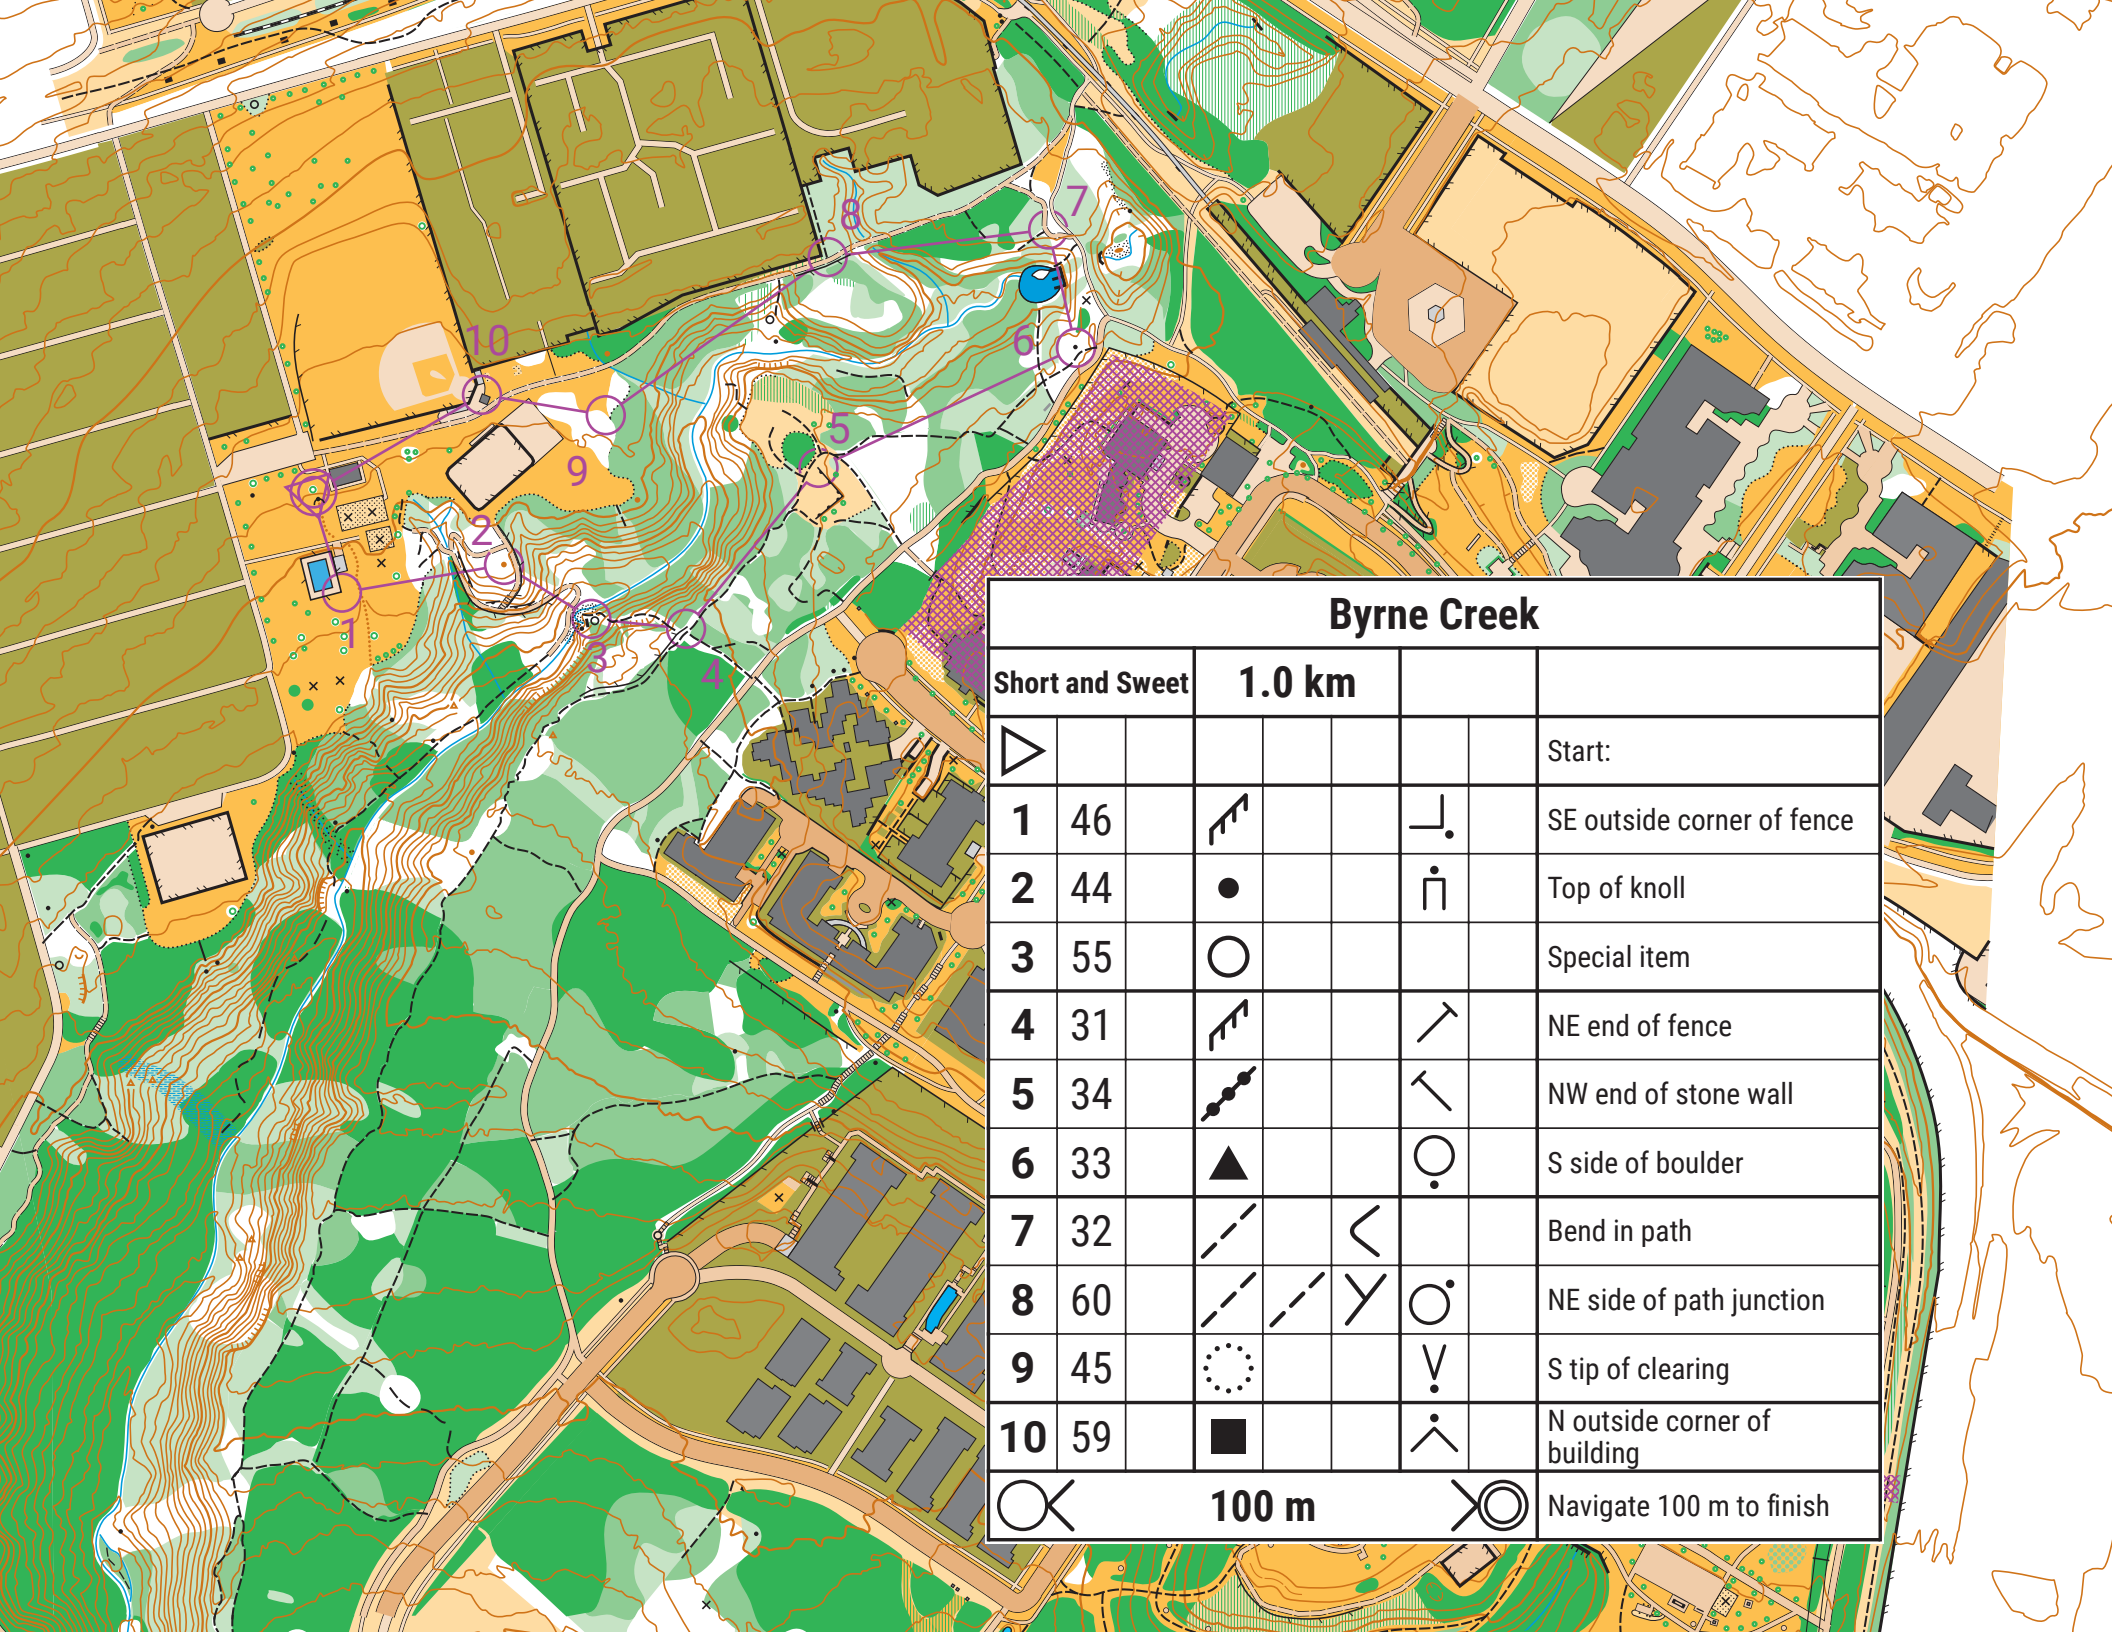 7
8
6
10
5
9
2
1
3
4
Byrne Creek
Short and Sweet 1.0 km
Start:
1 46 SE outside corner of fence
2 44 Top of knoll
3 55 Special item
4 31 NE end of fence
5 34 NW end of stone wall
6 33 S side of boulder
7 32 Bend in path
8 60 NE side of path junction
9 45 S tip of clearing
10 59 N outside corner of
building
100 m Navigate 100 m to finish